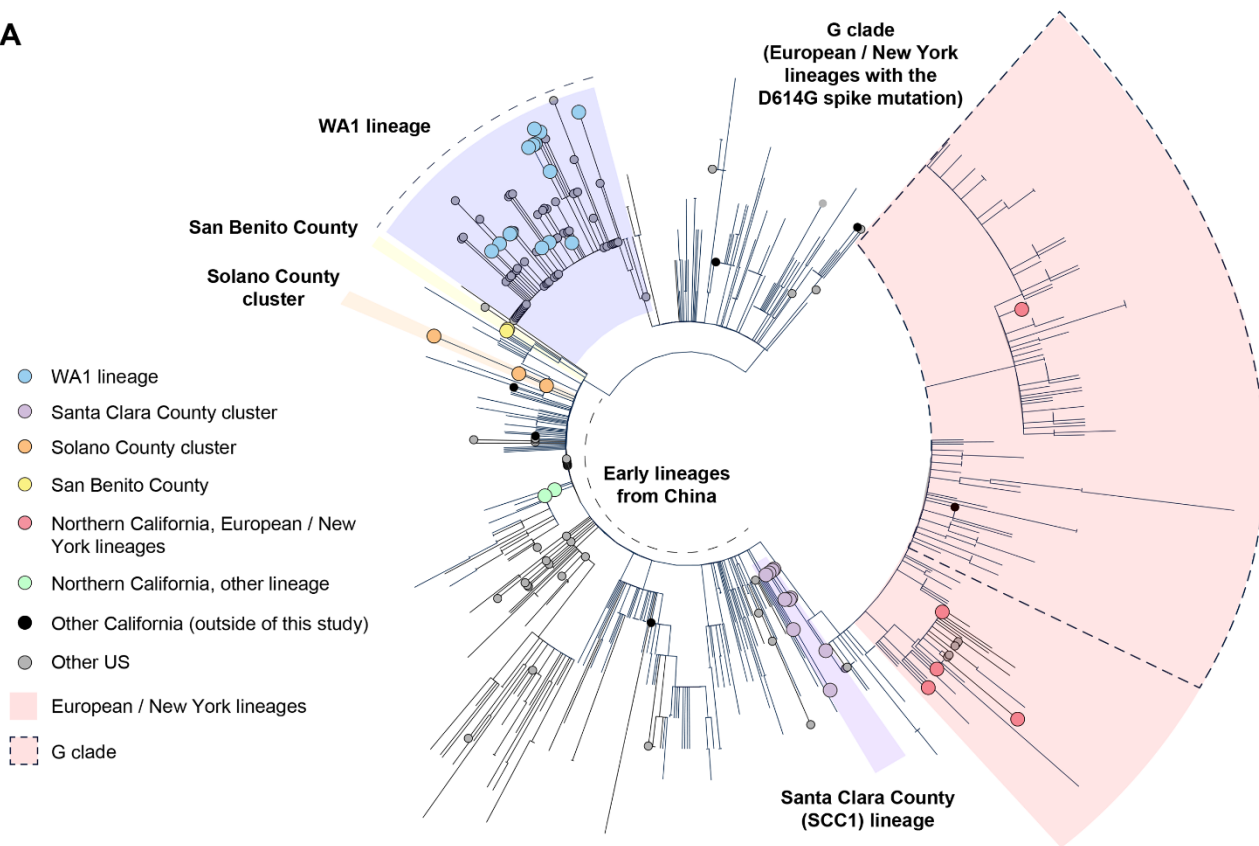 A
G clade
(European / New York
lineages with the
D614G spike mutation)
WA1 lineage
San Benito County
Solano County
cluster
WA1 lineage
Santa Clara County cluster
Solano County cluster
San Benito County
Northern California, European / New
York lineages
Northern California, other lineage
Other California (outside of this study)
Other US
European / New York lineages
G clade
Early lineages
from China
Santa Clara County
(SCC1) lineage